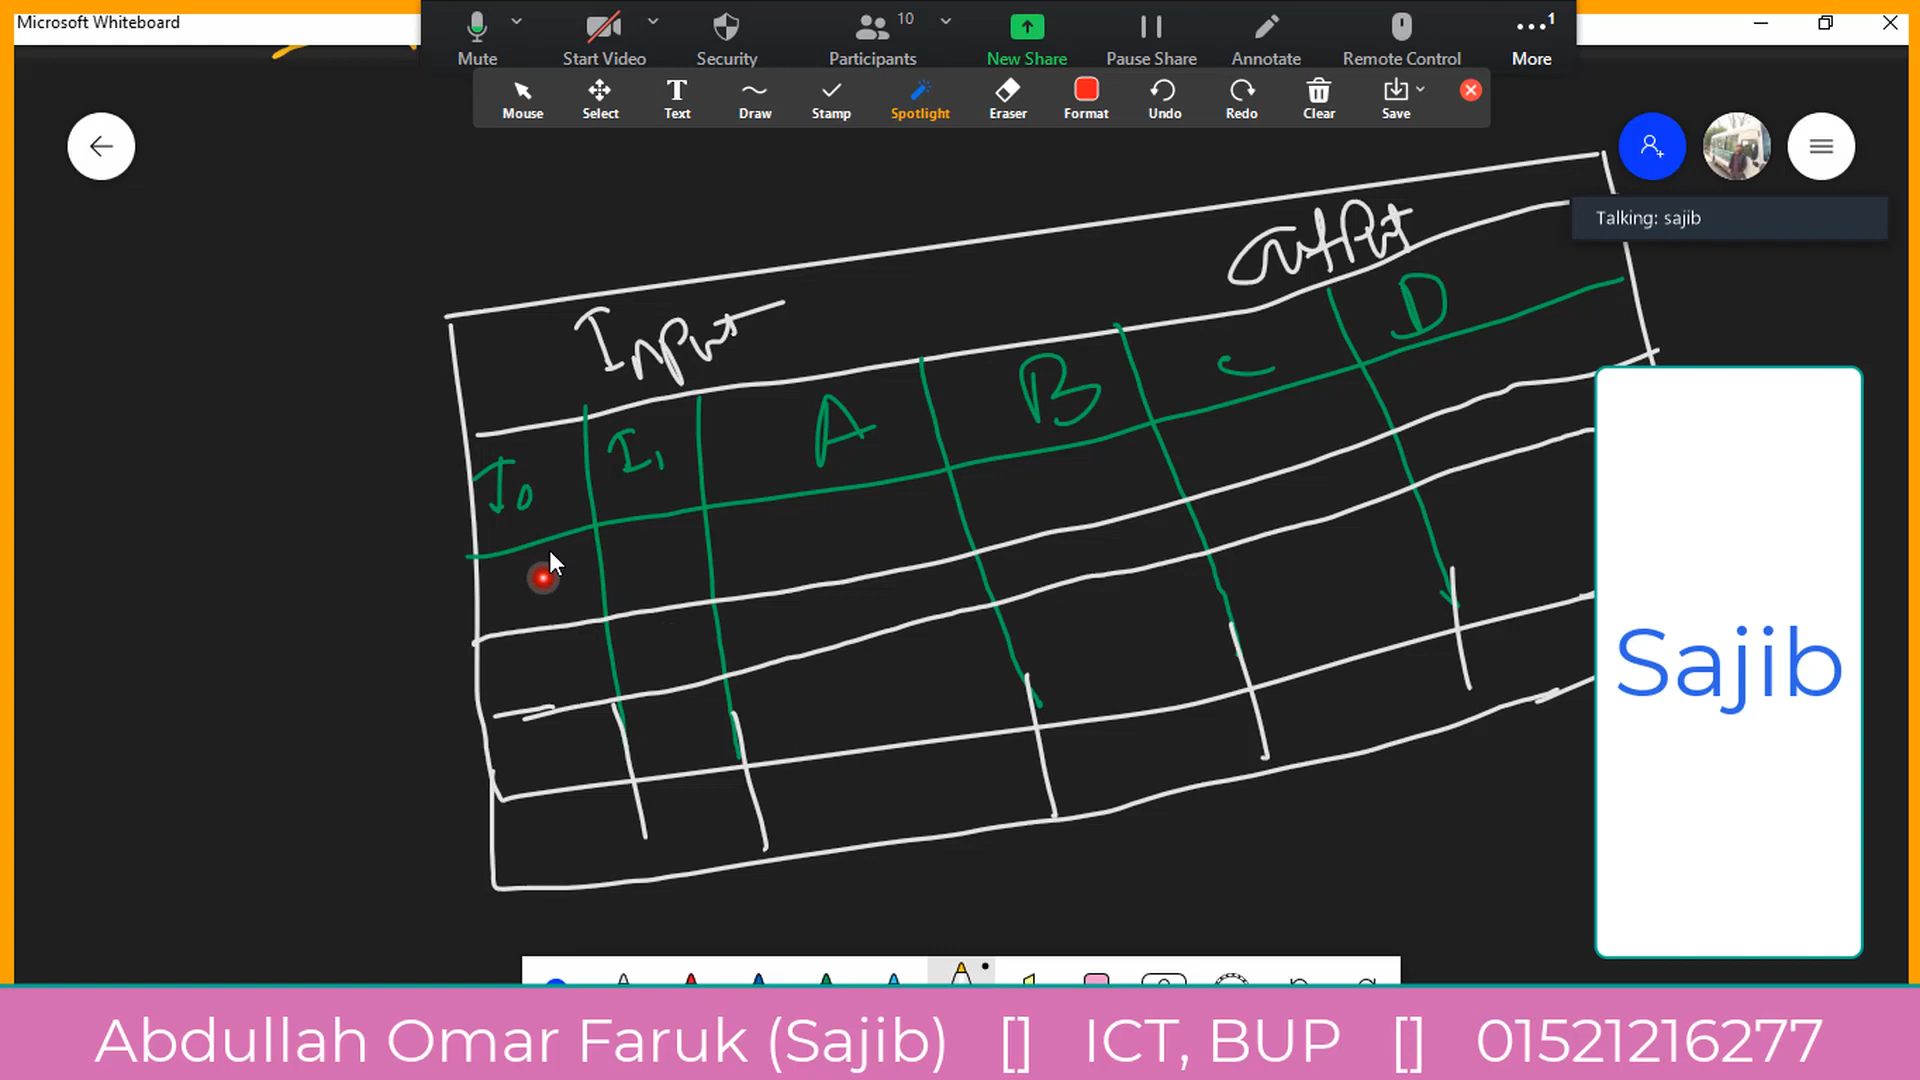 Microsoft Whiteboard
Mute
Start Video
Security
Participants 10
New Share
Pause Share
Annotate
Remote Control
More 1
Mouse
Select
Text
Draw
Stamp
Spotlight
Eraser
Format
Undo
Redo
Clear
Save
Talking: sajib
Input
Output
I0
I1
A
B
C
D
Sajib
Abdullah Omar Faruk (Sajib) [] ICT, BUP [] 01521216277